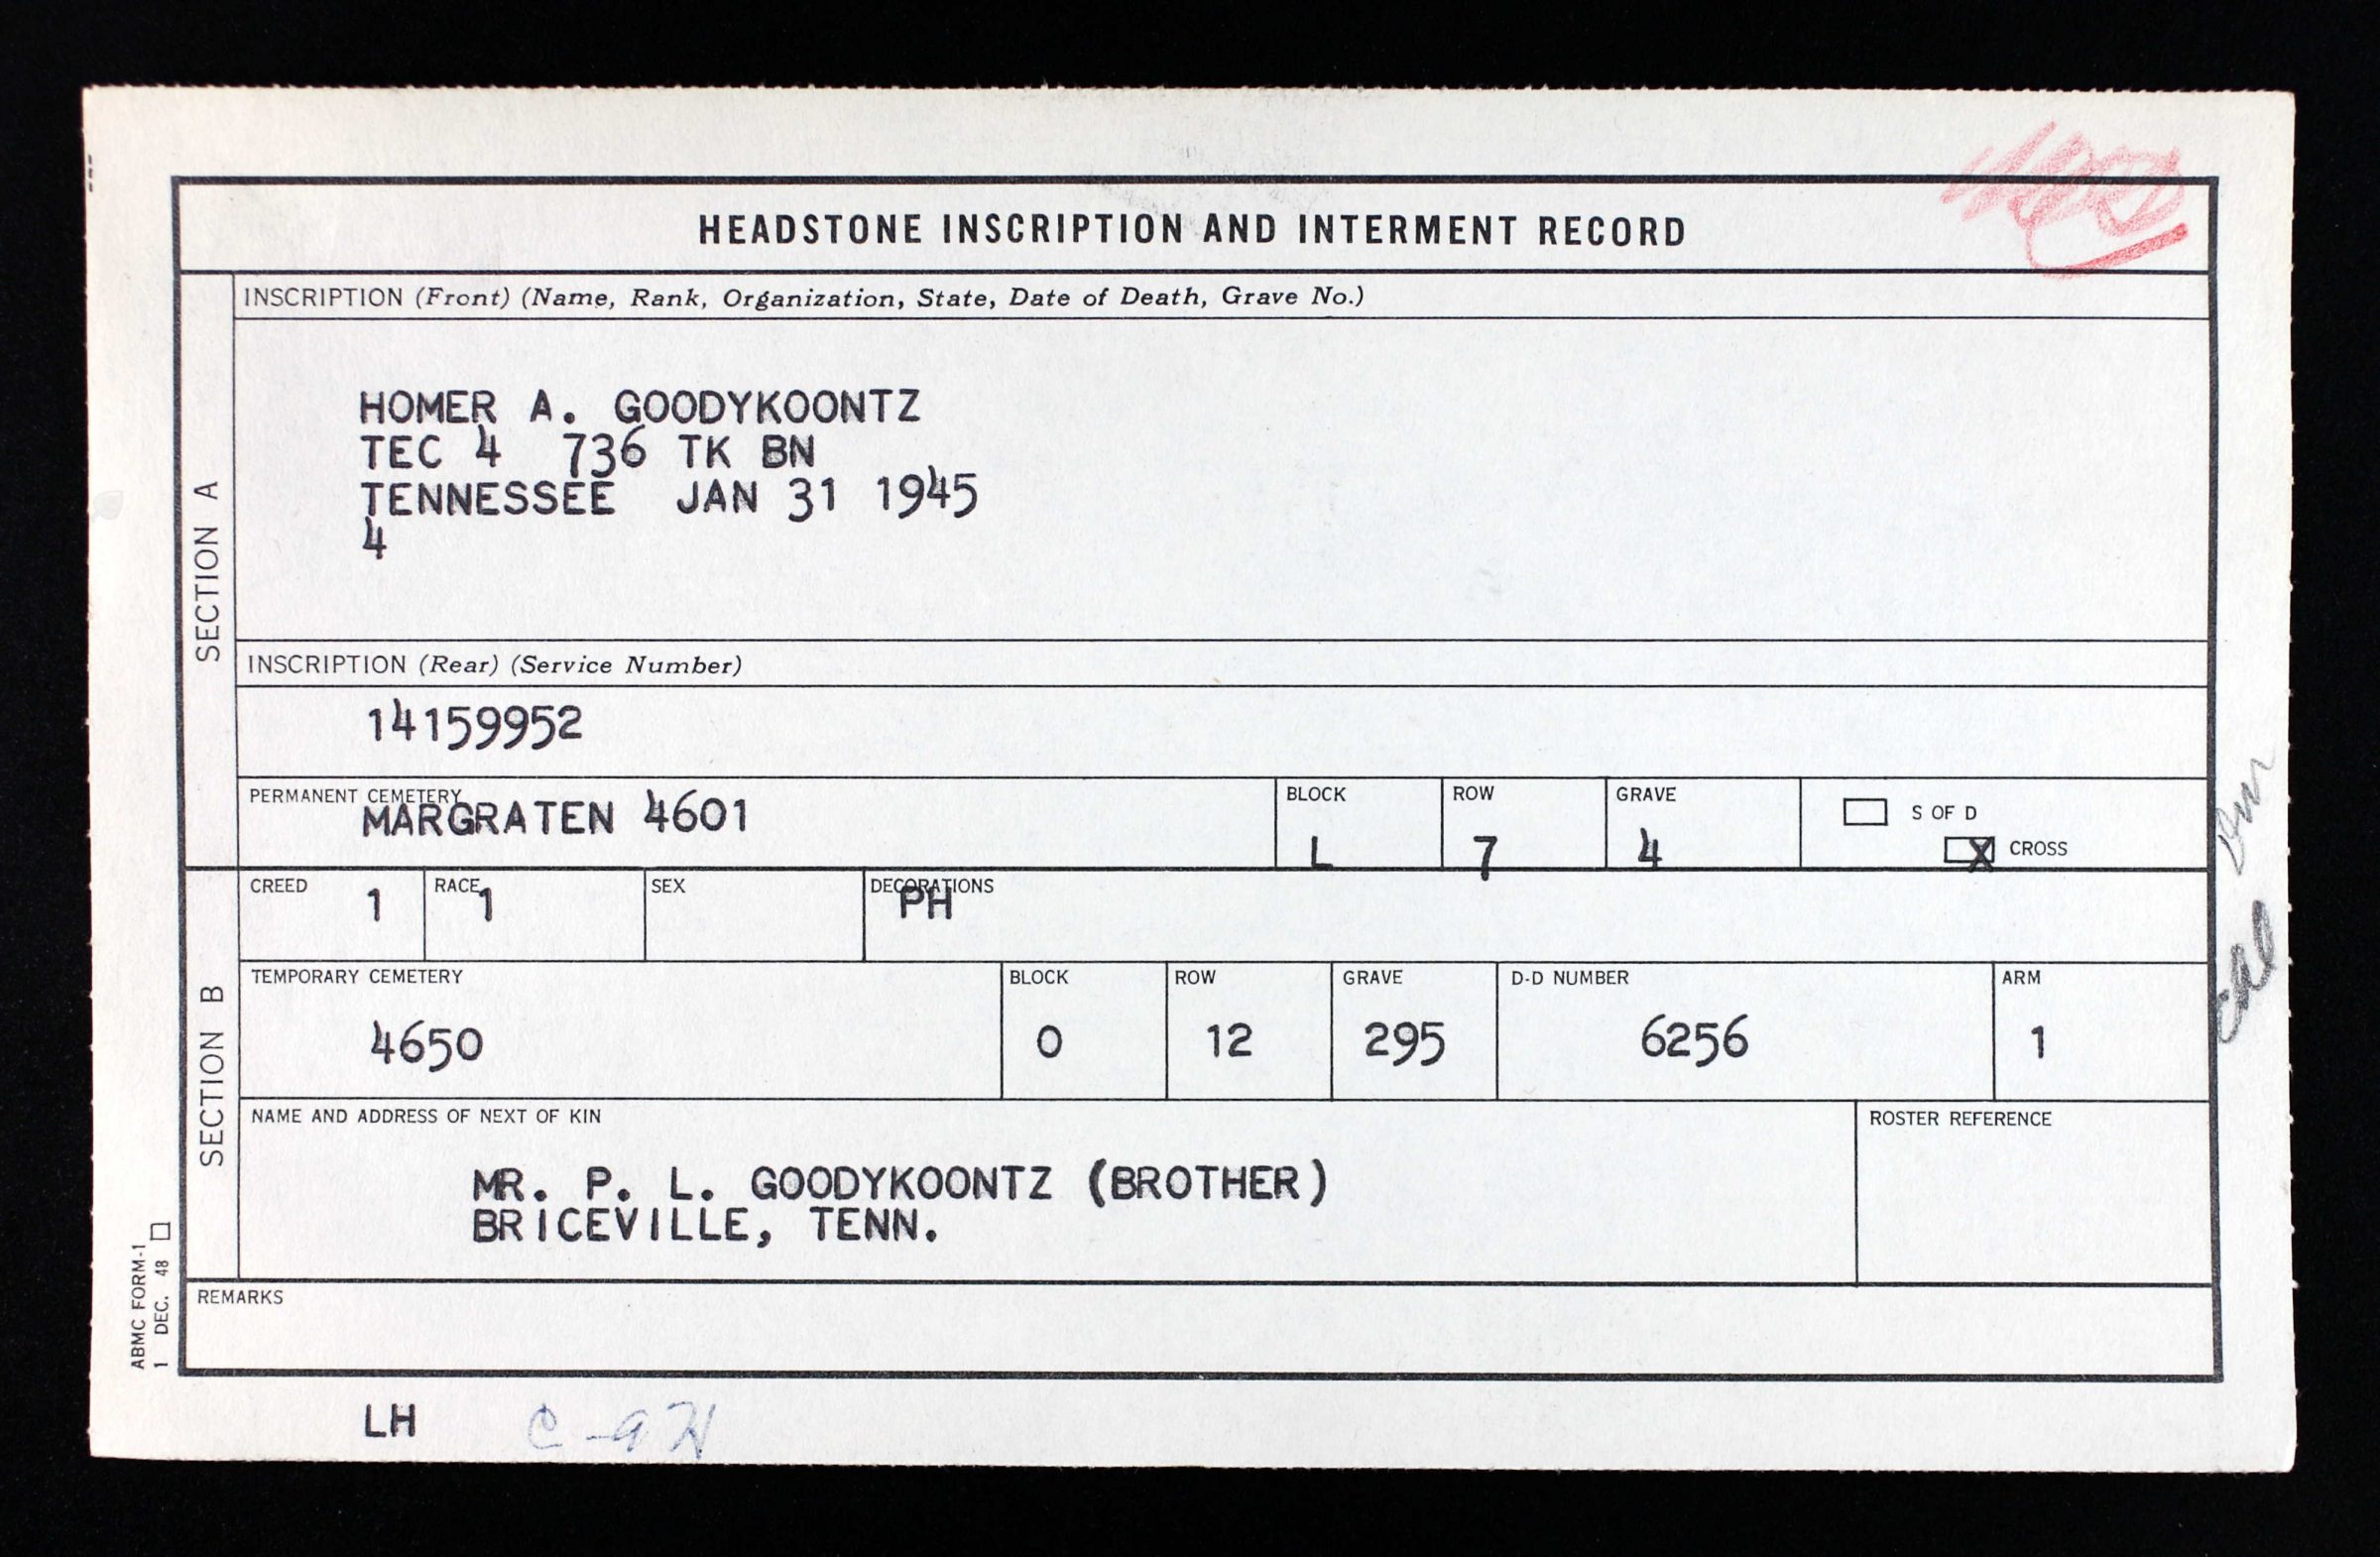 HEADSTONE INSCRIPTION AND INTERMENT RECORD
SECTION A
INSCRIPTION (Front) (Name, Rank, Organization, State, Date of Death, Grave No.)
HOMER A. GOODYKOONTZ
TEC 4 736 TK BN
TENNESSEE JAN 31 1945
4
INSCRIPTION (Rear) (Service Number)
14159952
PERMANENT CEMETERY
MARGRATEN 4601
BLOCK
L
ROW
7
GRAVE
4
S OF D
X CROSS
SECTION B
CREED
1
RACE
1
SEX
DECORATIONS
PH
TEMPORARY CEMETERY
4650
BLOCK
O
ROW
12
GRAVE
295
D-D NUMBER
6256
ARM
1
NAME AND ADDRESS OF NEXT OF KIN
MR. P. L. GOODYKOONTZ (BROTHER)
BRICEVILLE, TENN.
ROSTER REFERENCE
REMARKS
ABMC FORM-1
1 DEC. 48
LH